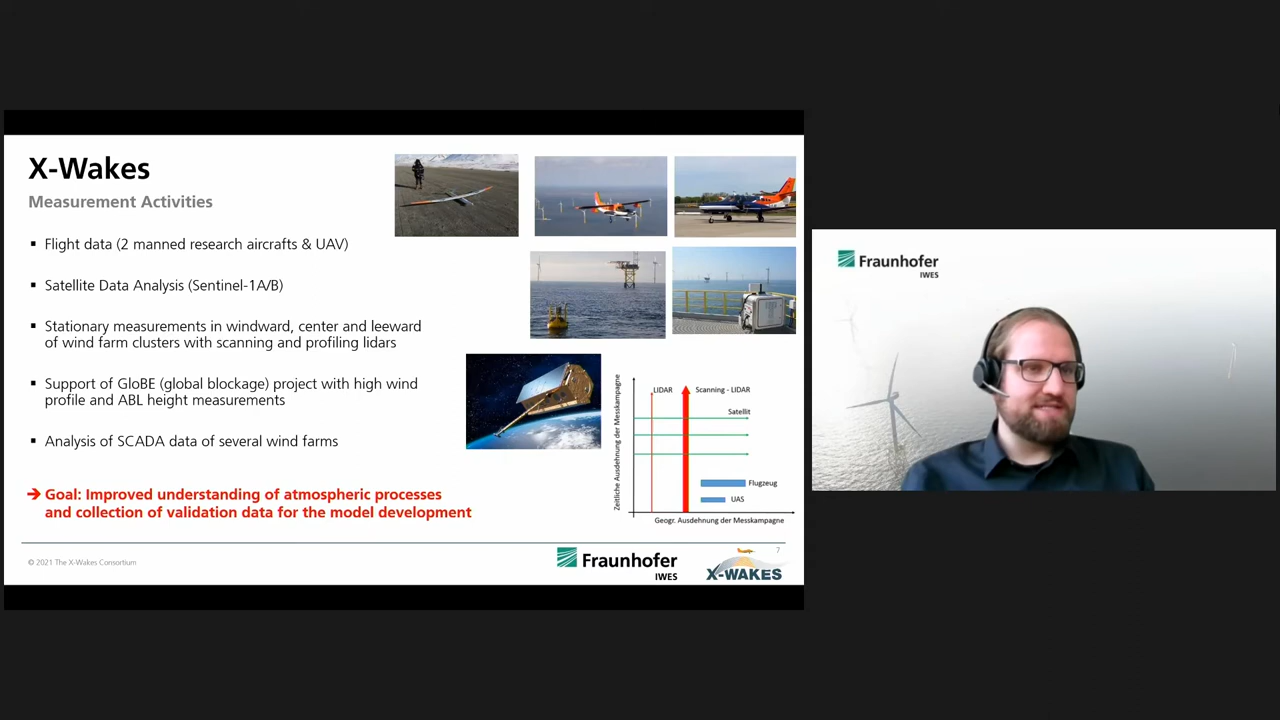 X-Wakes
Measurement Activities
▪ Flight data (2 manned research aircrafts & UAV)
▪ Satellite Data Analysis (Sentinel-1A/B)
▪ Stationary measurements in windward, center and leeward
of wind farm clusters with scanning and profiling lidars
▪ Support of GloBE (global blockage) project with high wind
profile and ABL height measurements
▪ Analysis of SCADA data of several wind farms
➔ Goal: Improved understanding of atmospheric processes
and collection of validation data for the model development
Zeitliche Ausdehnung der Messkampagne
LIDAR
Scanning - LIDAR
Satellit
Flugzeug
UAS
Geogr. Ausdehnung der Messkampagne
© 2021 The X-Wakes Consortium
Fraunhofer
IWES
X-WAKES
7
Fraunhofer
IWES